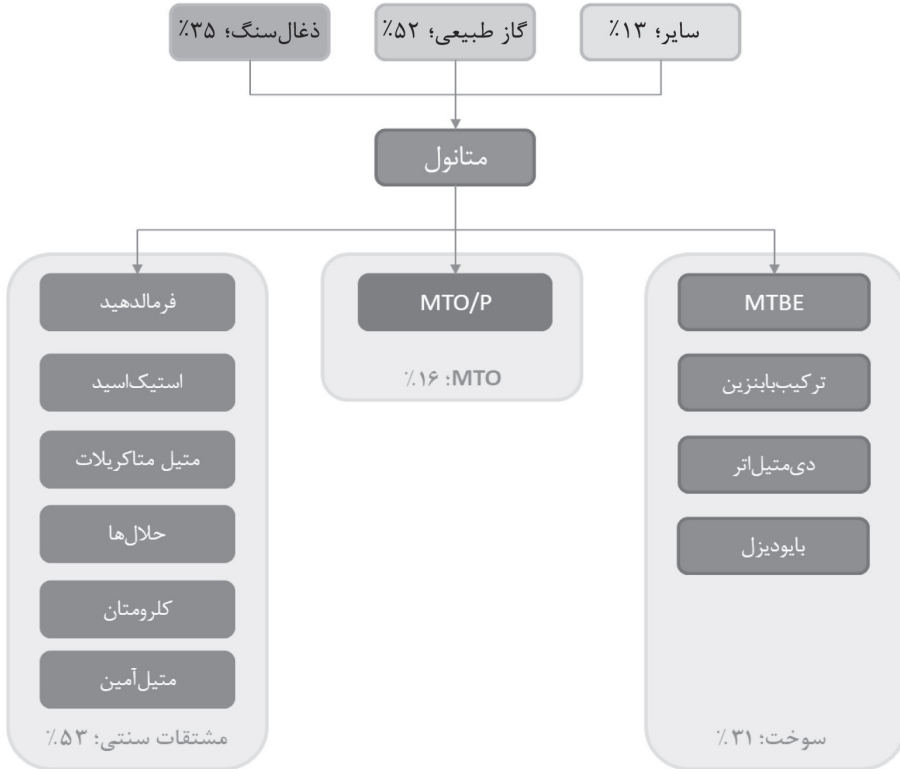 سایر؛ ۱۳٪
گاز طبیعی؛ ۵۲٪
ذغال‌سنگ؛ ۳۵٪
متانول
MTBE
ترکیب‌بابنزین
دی‌متیل‌اتر
بایودیزل
سوخت: ۳۱٪
MTO/P
MTO: ۱۶٪
فرمالدهید
استیک‌اسید
متیل متاکریلات
حلال‌ها
کلرومتان
متیل‌آمین
مشتقات سنتی: ۵۳٪